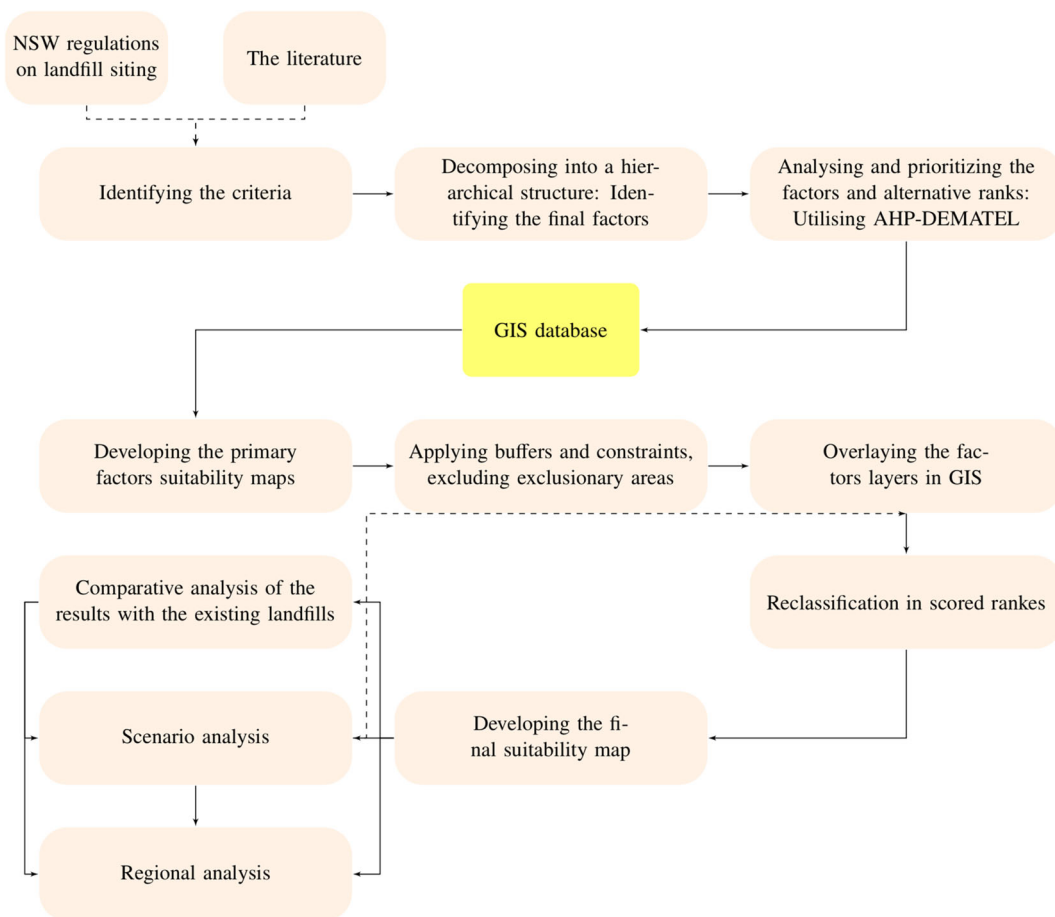 NSW regulations
on landfill siting
The literature
Identifying the criteria
Decomposing into a hier-
archical structure: Iden-
tifying the final factors
Analysing and prioritizing the
factors and alternative ranks:
Utilising AHP-DEMATEL
GIS database
Developing the primary
factors suitability maps
Applying buffers and constraints,
excluding exclusionary areas
Overlaying the fac-
tors layers in GIS
Comparative analysis of the
results with the existing landfills
Reclassification in scored rankes
Scenario analysis
Developing the fi-
nal suitability map
Regional analysis